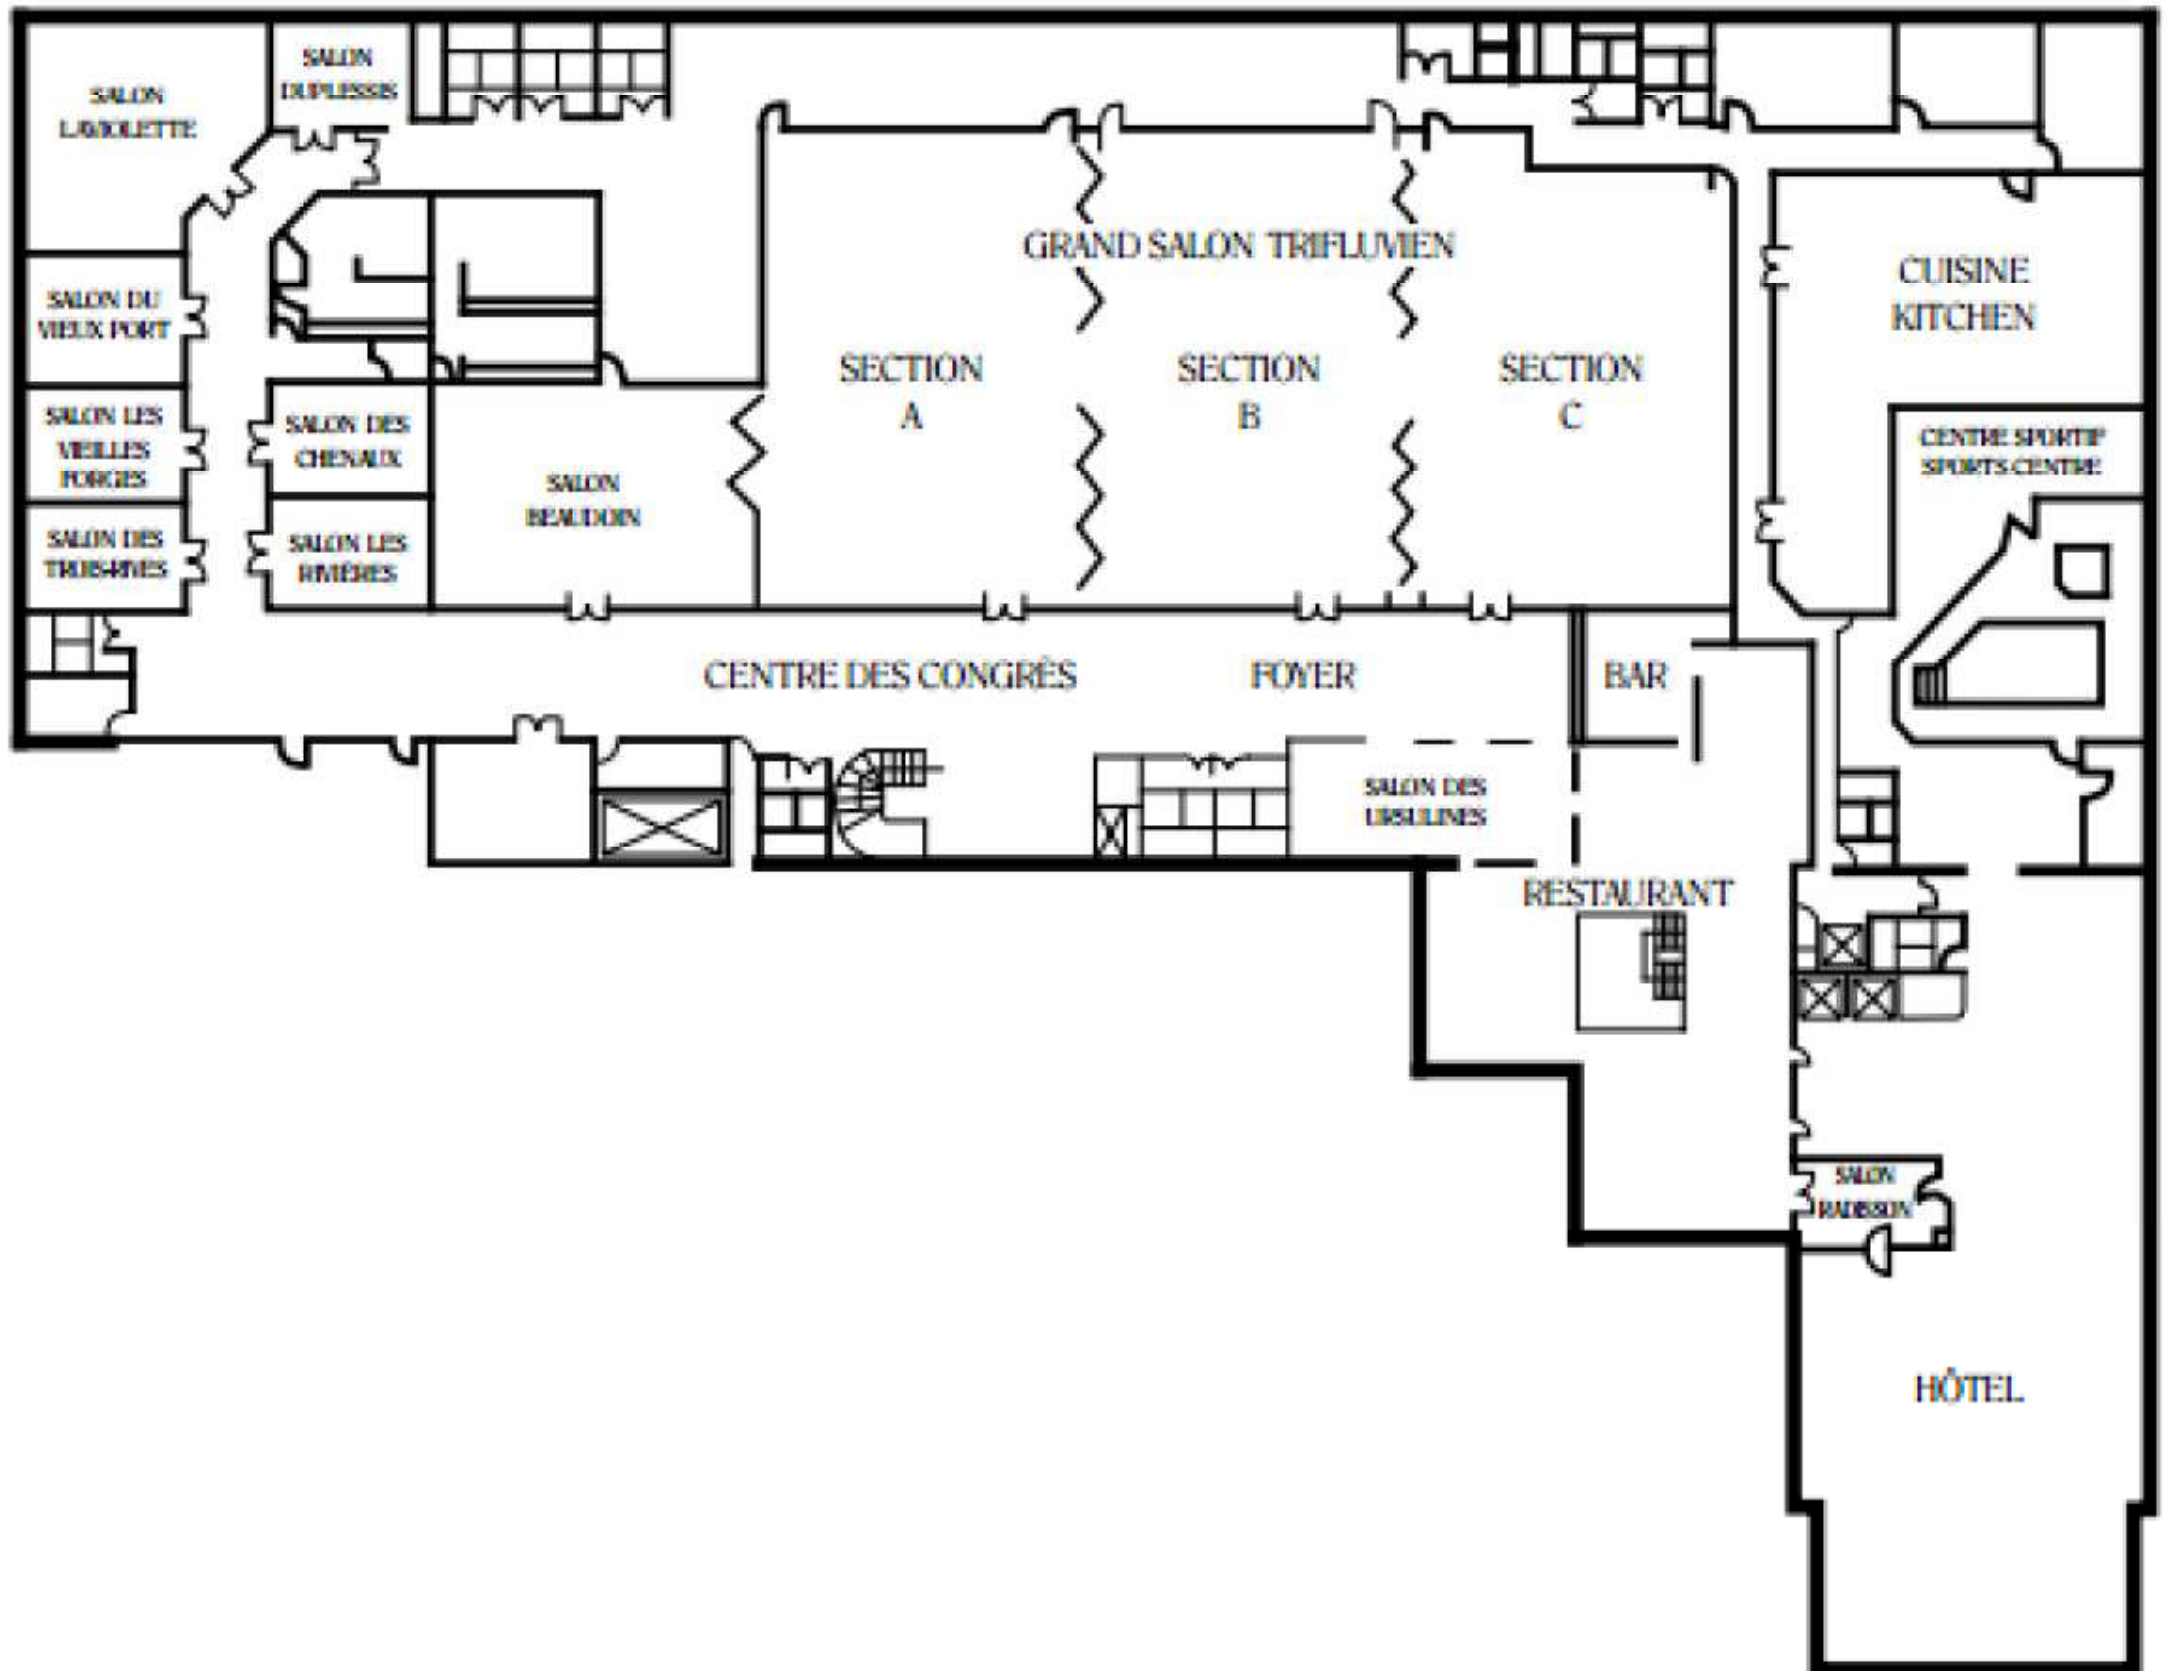 SALON
LAVIOLETTE
SALON
DUPLESSIS
GRAND SALON TRIFLUVIEN
CUISINE
KITCHEN
SALON DU
VIEUX PORT
SECTION
A
SECTION
B
SECTION
C
SALON LES
VIEILLES
FORGES
SALON DES
CHENAUX
CENTRE SPORTIF
SPORTS CENTRE
SALON
BEAUDOIN
SALON DES
TROIS-RIVES
SALON LES
RIVIÈRES
CENTRE DES CONGRÈS
FOYER
BAR
SALON DES
URSULINES
RESTAURANT
SALON
RADISSON
HÔTEL